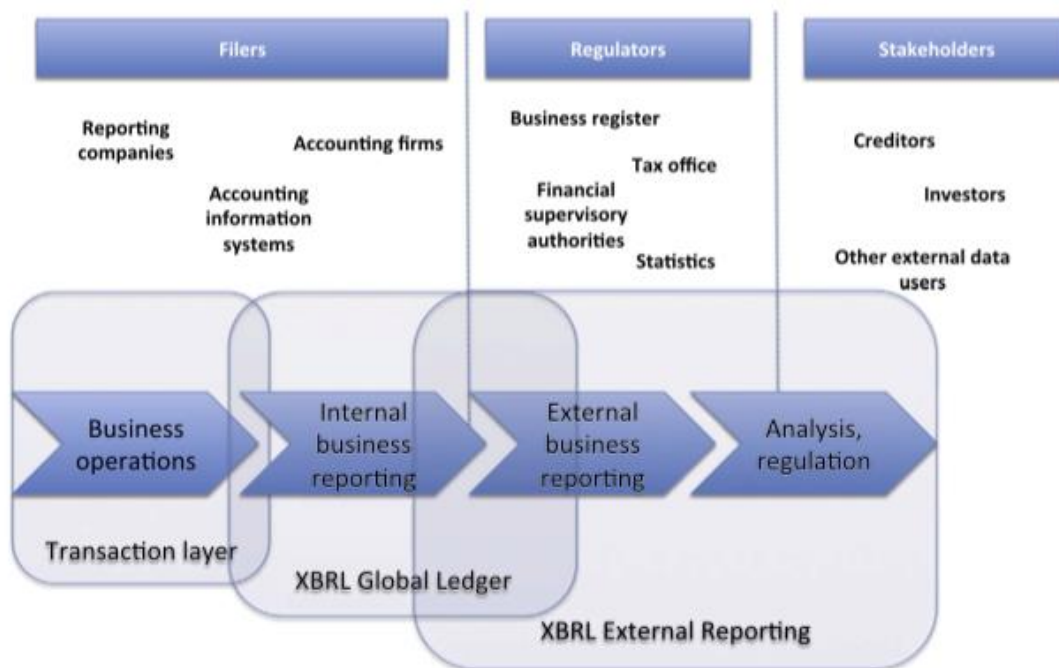 Filers
Regulators
Stakeholders
Reporting
companies
Accounting firms
Accounting
information
systems
Business register
Tax office
Financial
supervisory
authorities
Statistics
Creditors
Investors
Other external data
users
Business
operations
Internal
business
reporting
External
business
reporting
Analysis,
regulation
Transaction layer
XBRL Global Ledger
XBRL External Reporting